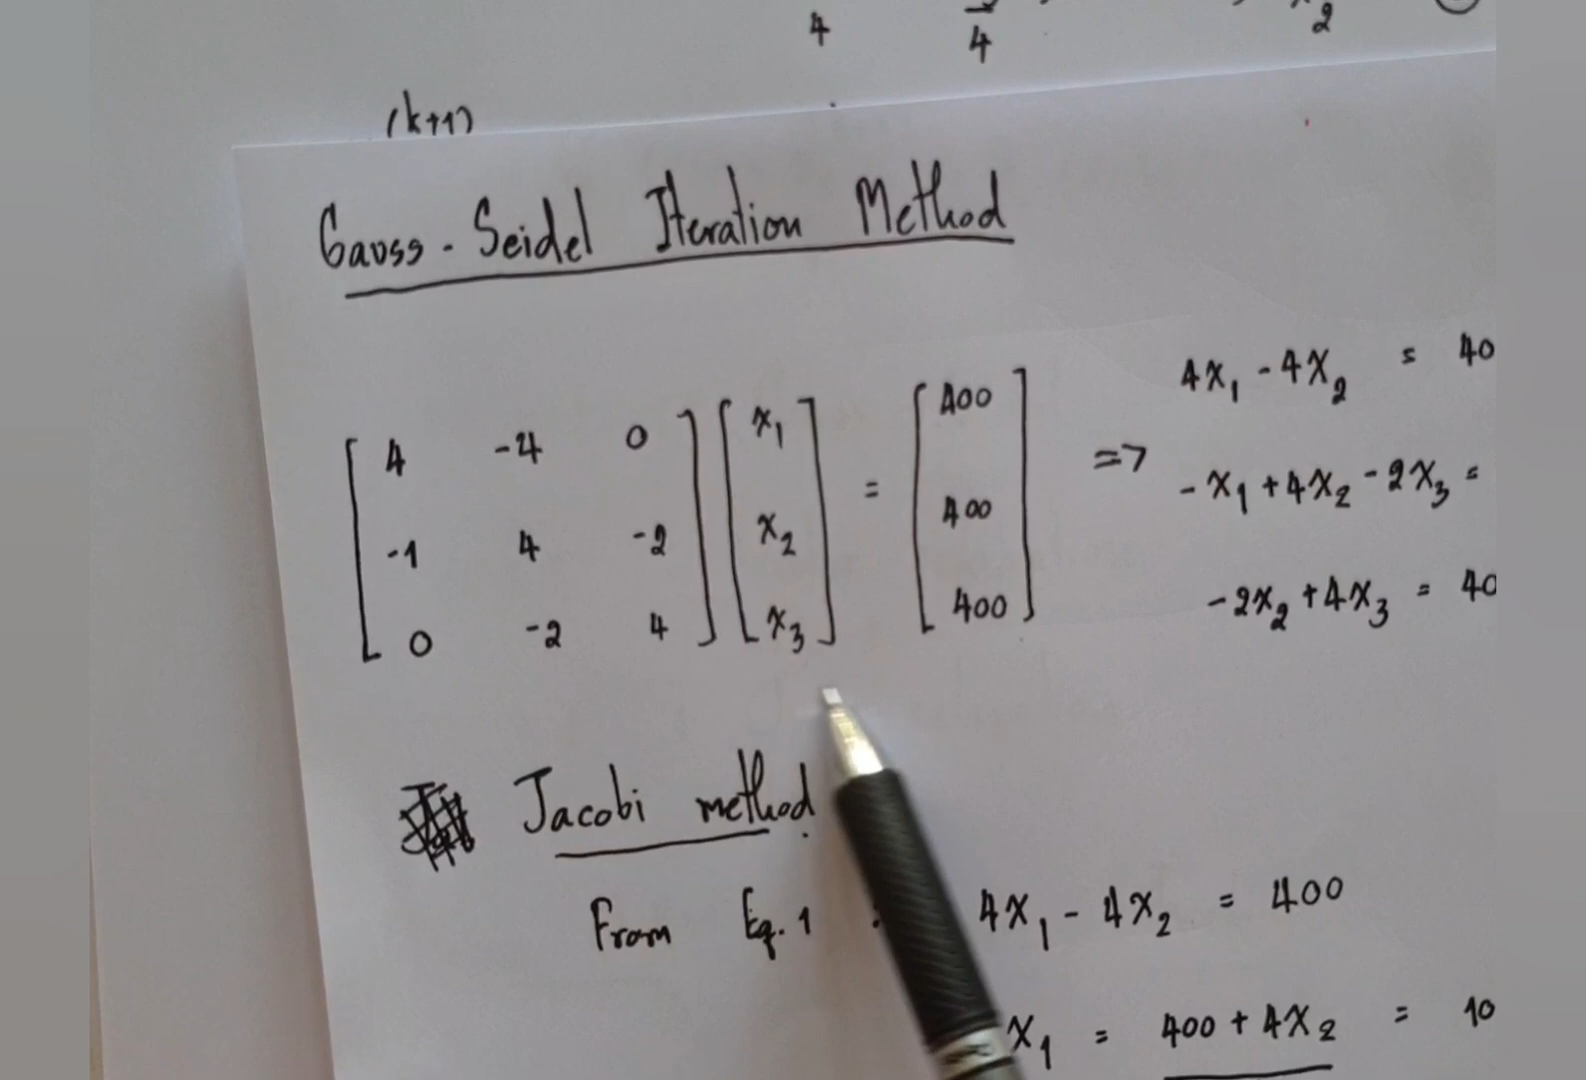 4 4 2
(k+1)
Gauss-Seidel Iteration Method
4 -4 0 x₁ = 400 => 4x₁ - 4x₂ = 40
-1 4 -2 x₂ 400 -x₁ + 4x₂ - 2x₃ =
0 -2 4 x₃ 400 -2x₂ + 4x₃ = 40
Jacobi method.
From Eq. 1 : 4x₁ - 4x₂ = 400
x₁ = 400 + 4x₂ = 10